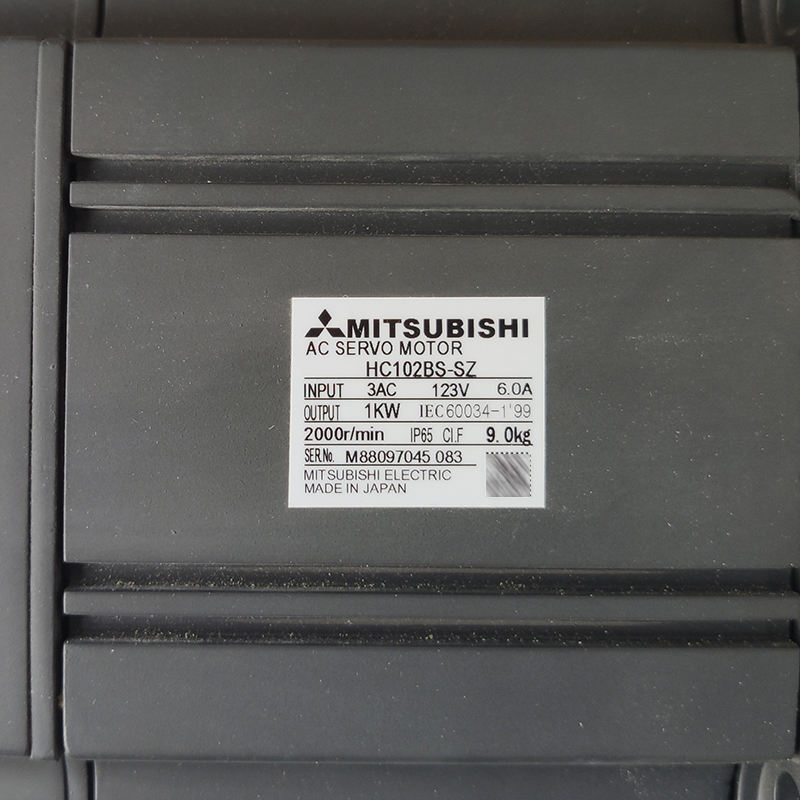 MITSUBISHI
AC SERVO MOTOR
HC102BS-SZ
INPUT 3AC 123V 6.0A
OUTPUT 1KW IEC60034-1'99
2000r/min IP65 CI.F 9.0kg
SER.No. M88097045 083
MITSUBISHI ELECTRIC
MADE IN JAPAN